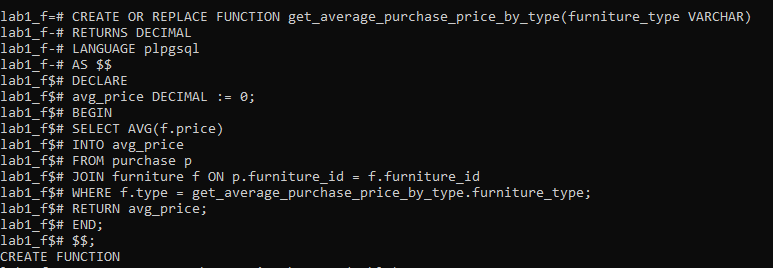 lab1_f=# CREATE OR REPLACE FUNCTION get_average_purchase_price_by_type(furniture_type VARCHAR)
lab1_f-# RETURNS DECIMAL
lab1_f-# LANGUAGE plpgsql
lab1_f-# AS $$
lab1_f$# DECLARE
lab1_f$# avg_price DECIMAL := 0;
lab1_f$# BEGIN
lab1_f$# SELECT AVG(f.price)
lab1_f$# INTO avg_price
lab1_f$# FROM purchase p
lab1_f$# JOIN furniture f ON p.furniture_id = f.furniture_id
lab1_f$# WHERE f.type = get_average_purchase_price_by_type.furniture_type;
lab1_f$# RETURN avg_price;
lab1_f$# END;
lab1_f$# $$;
CREATE FUNCTION